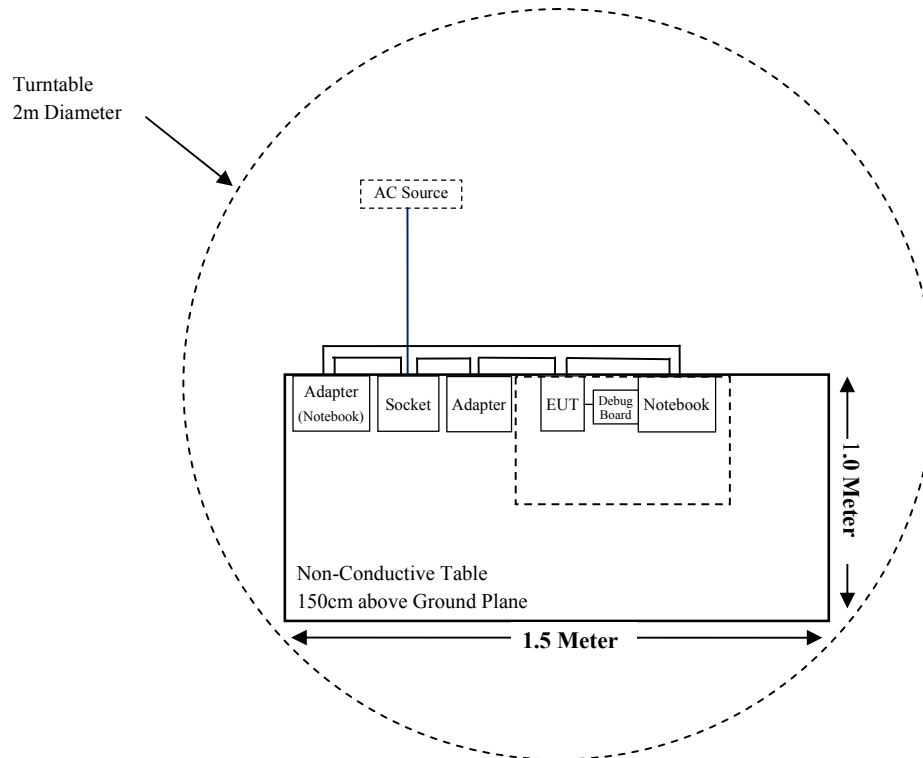 Turntable
2m Diameter
AC Source
Adapter
(Notebook)
Socket
Adapter
EUT
Debug
Board
Notebook
1.0 Meter
Non-Conductive Table
150cm above Ground Plane
1.5 Meter